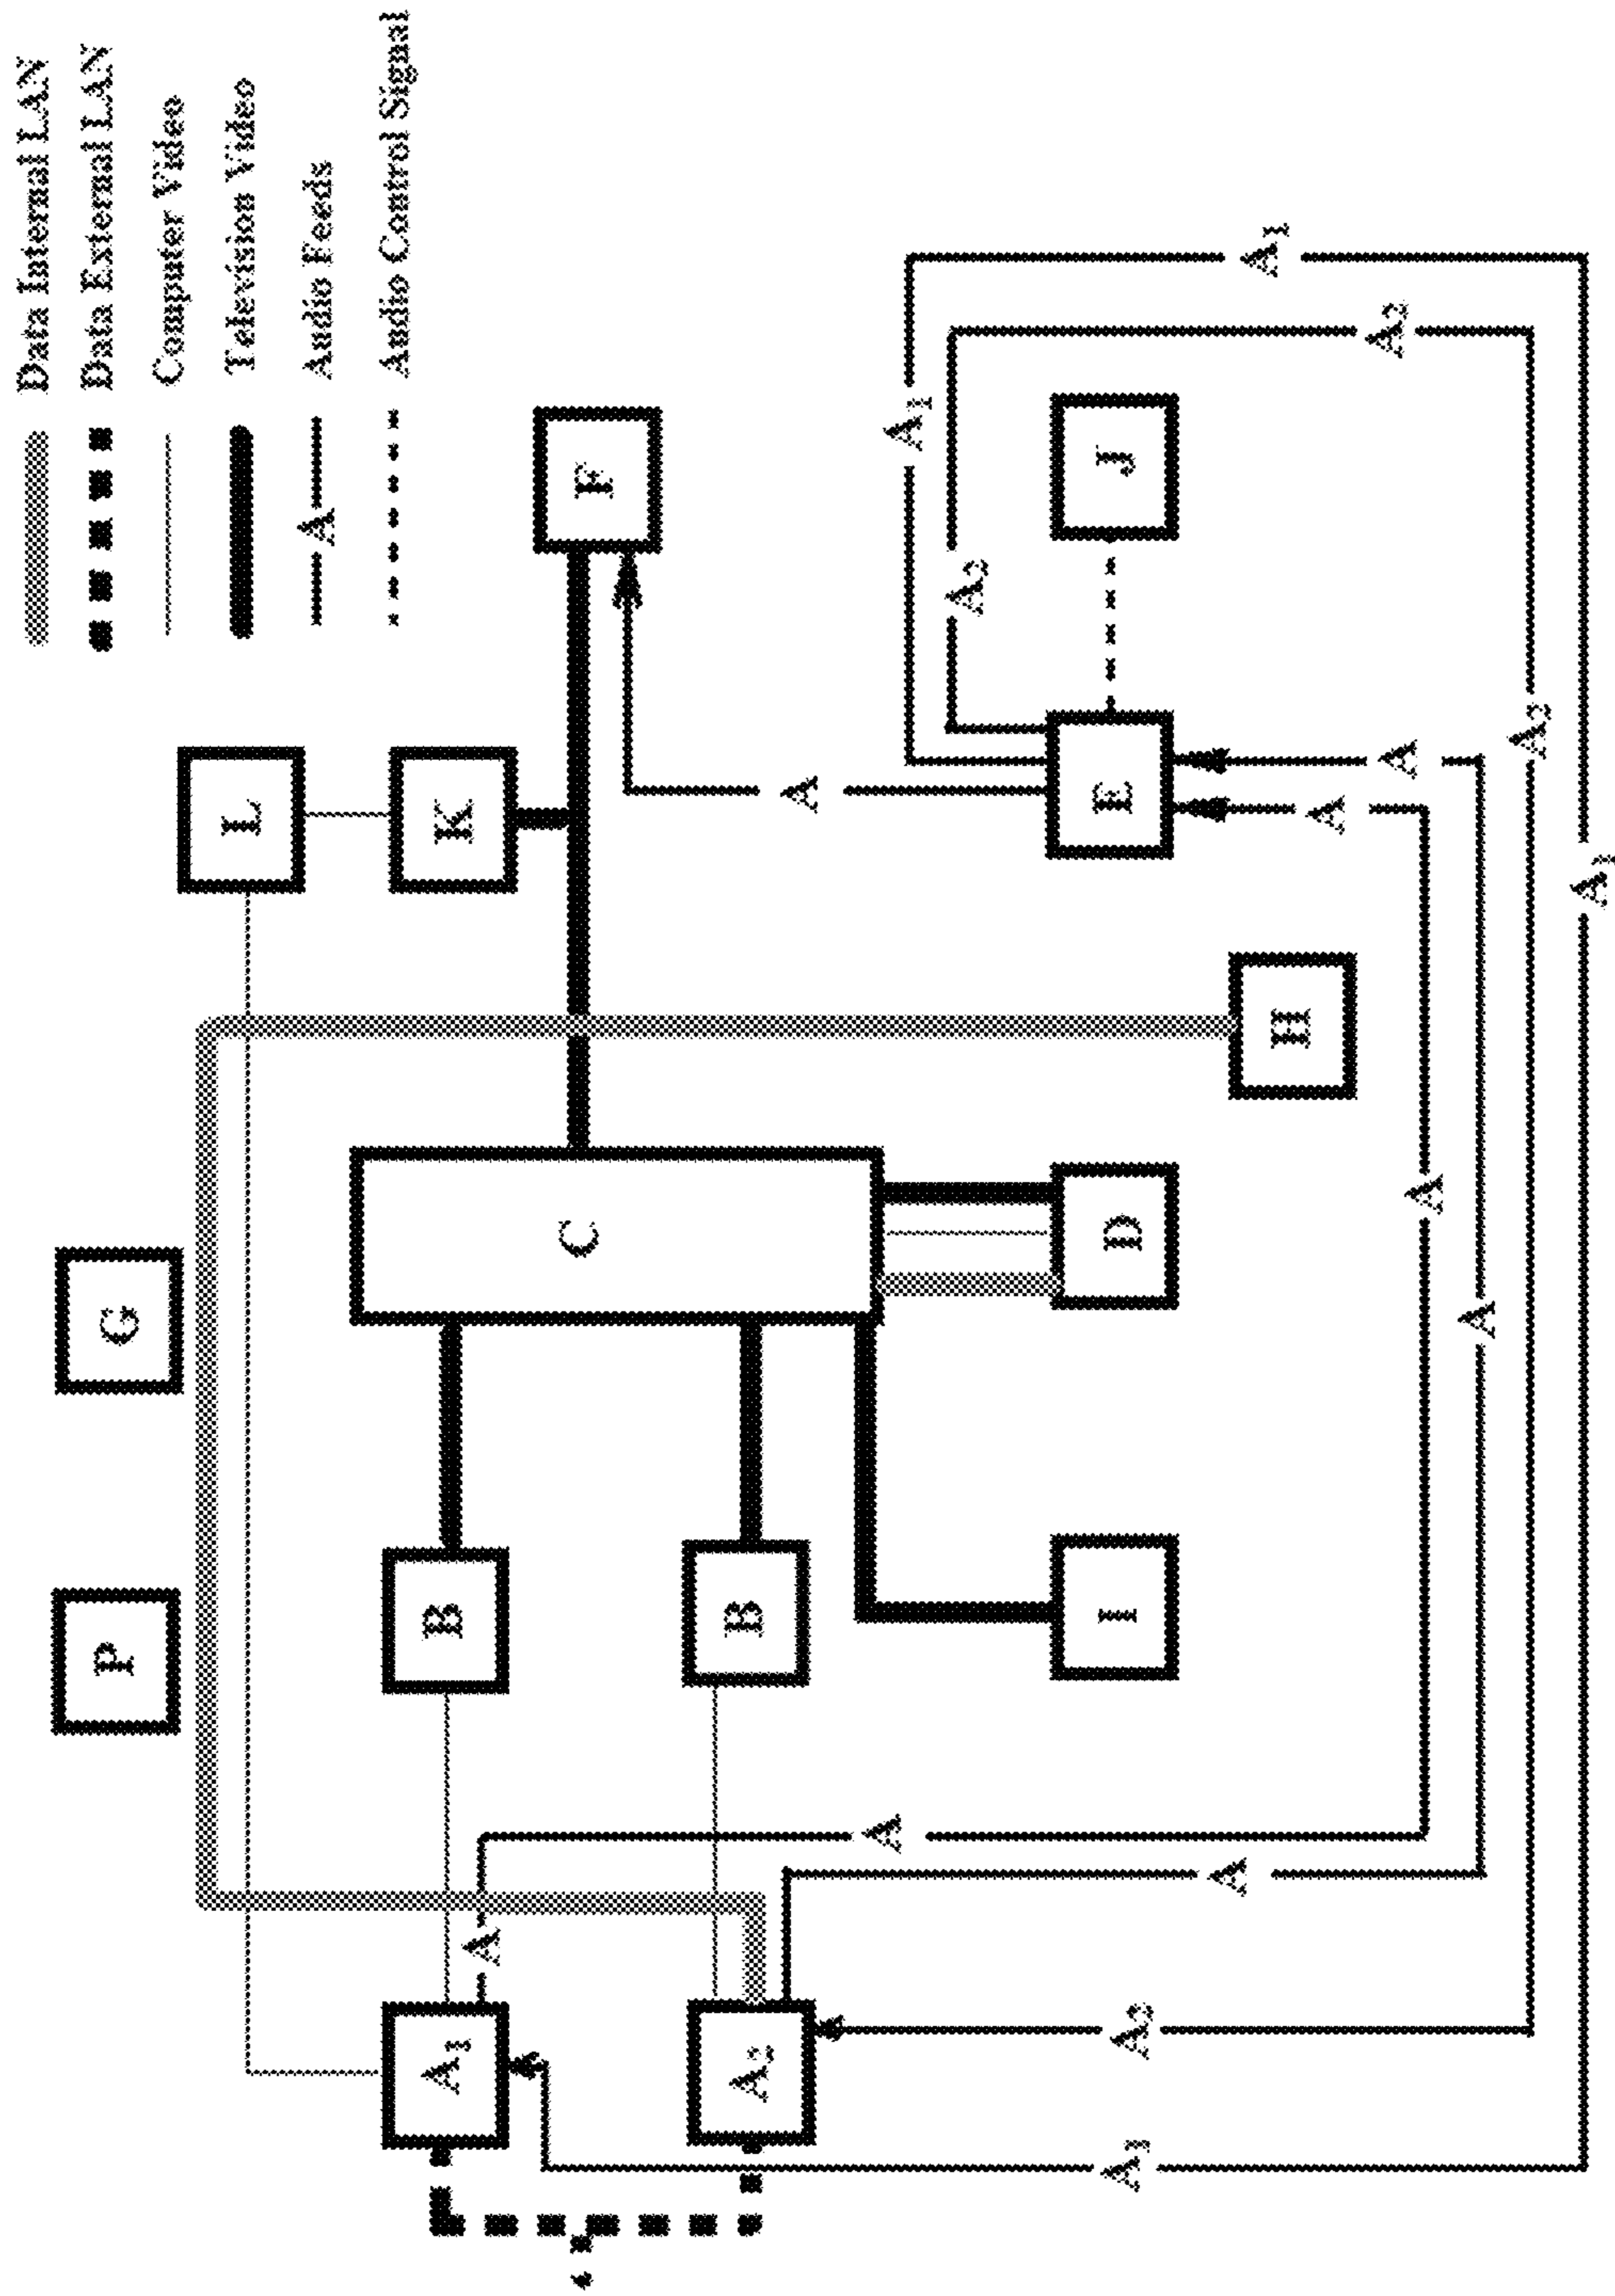 Data Internal LAN
Data External LAN
Computer Video
Television Video
A Audio Feeds
Audio Control Signal
P
G
L
K
F
A1
B
C
A
A2
B
A
A
A
A1
A2
I
D
E
J
H
A
A
A
A
A
A1
A2
A1
A2
A2
A1